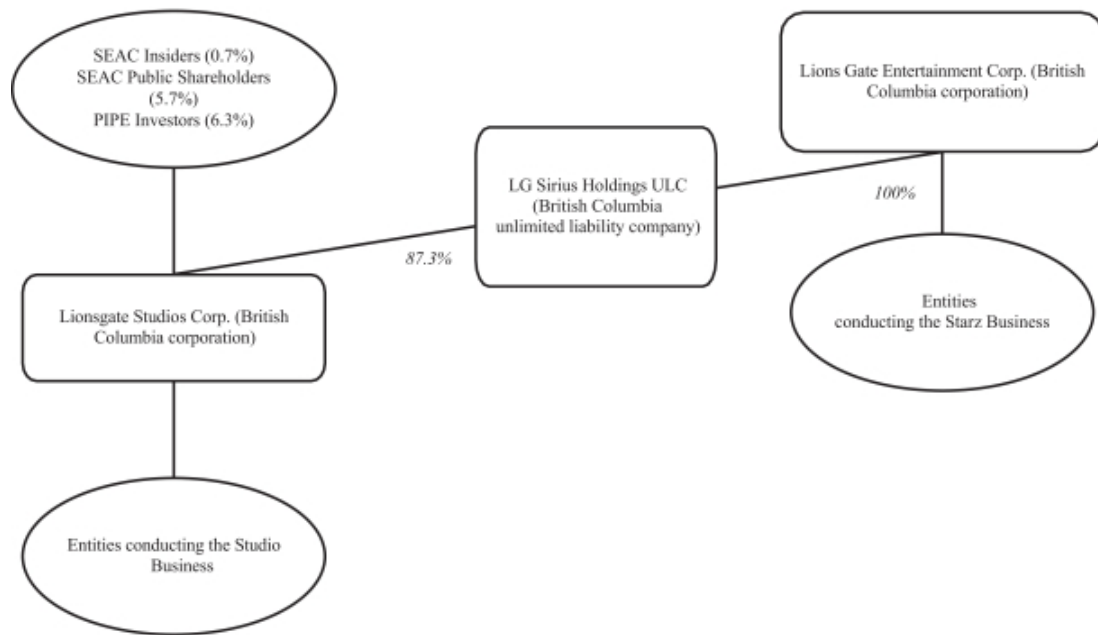 SEAC Insiders (0.7%)
SEAC Public Shareholders
(5.7%)
PIPE Investors (6.3%)
Lions Gate Entertainment Corp. (British
Columbia corporation)
LG Sirius Holdings ULC
(British Columbia
unlimited liability company)
100%
87.3%
Lionsgate Studios Corp. (British
Columbia corporation)
Entities
conducting the Starz Business
Entities conducting the Studio
Business